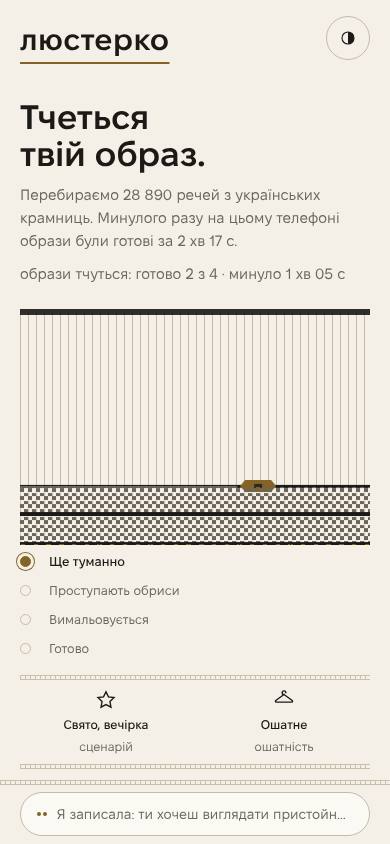 люстерко
Тчеться
твій образ.
Перебираємо 28 890 речей з українських
крамниць. Минулого разу на цьому телефоні
образи були готові за 2 хв 17 с.
образи тчуться: готово 2 з 4 · минуло 1 хв 05 с
Ще туманно
Проступають обриси
Вимальовується
Готово
Свято, вечірка
сценарій
Ошатне
ошатність
Я записала: ти хочеш виглядати пристойн...